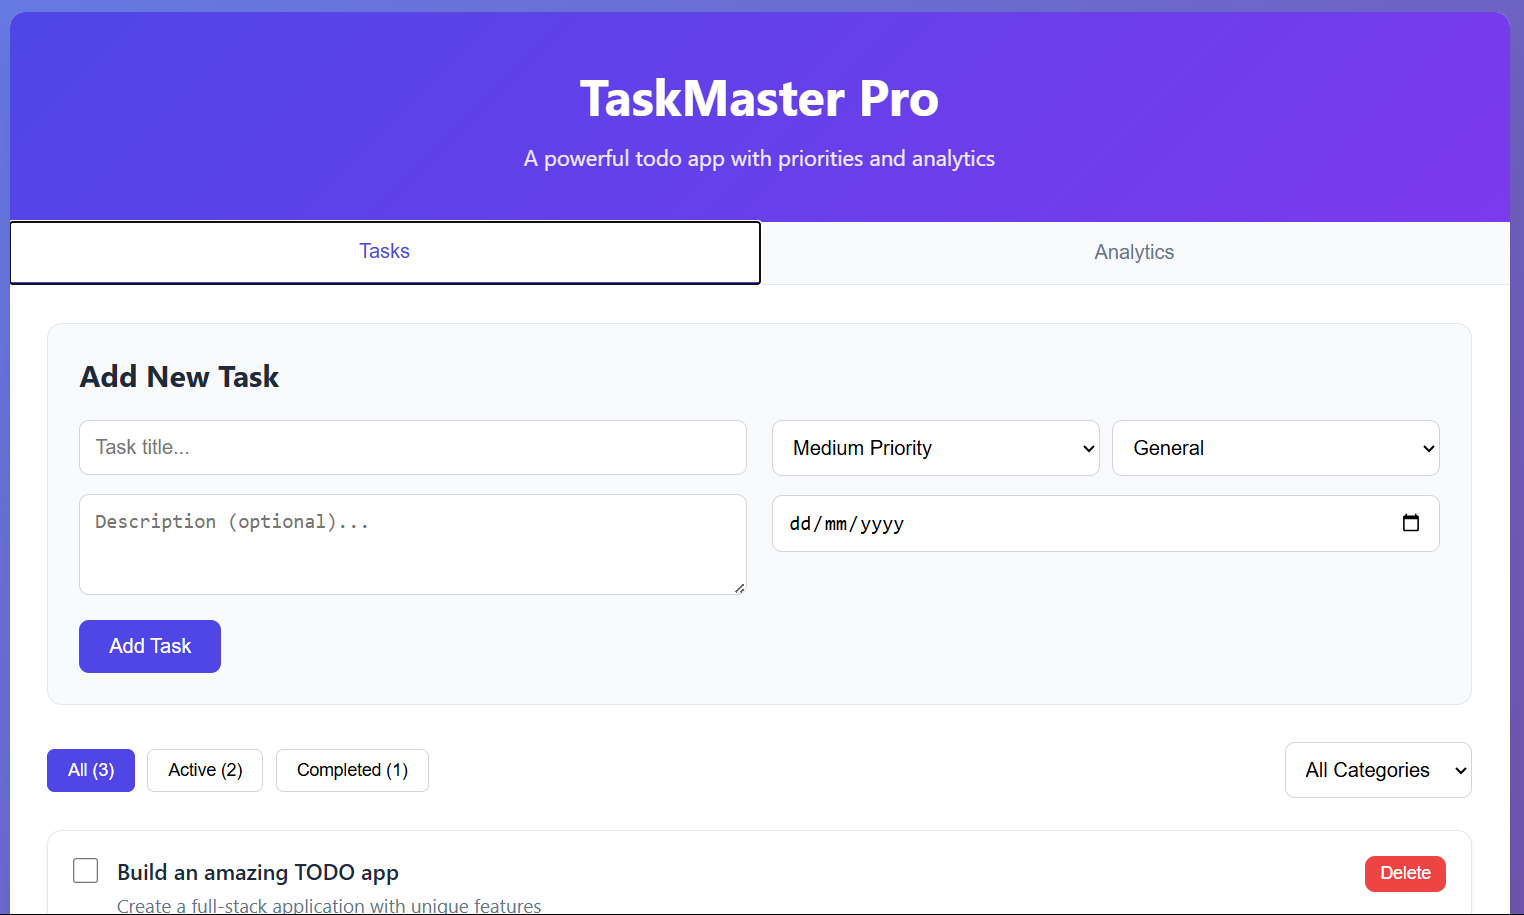 TaskMaster Pro
A powerful todo app with priorities and analytics
Tasks
Analytics
Add New Task
Task title...
Medium Priority
General
Description (optional)...
dd/mm/yyyy
Add Task
All (3)
Active (2)
Completed (1)
All Categories
Build an amazing TODO app
Delete
Create a full-stack application with unique features